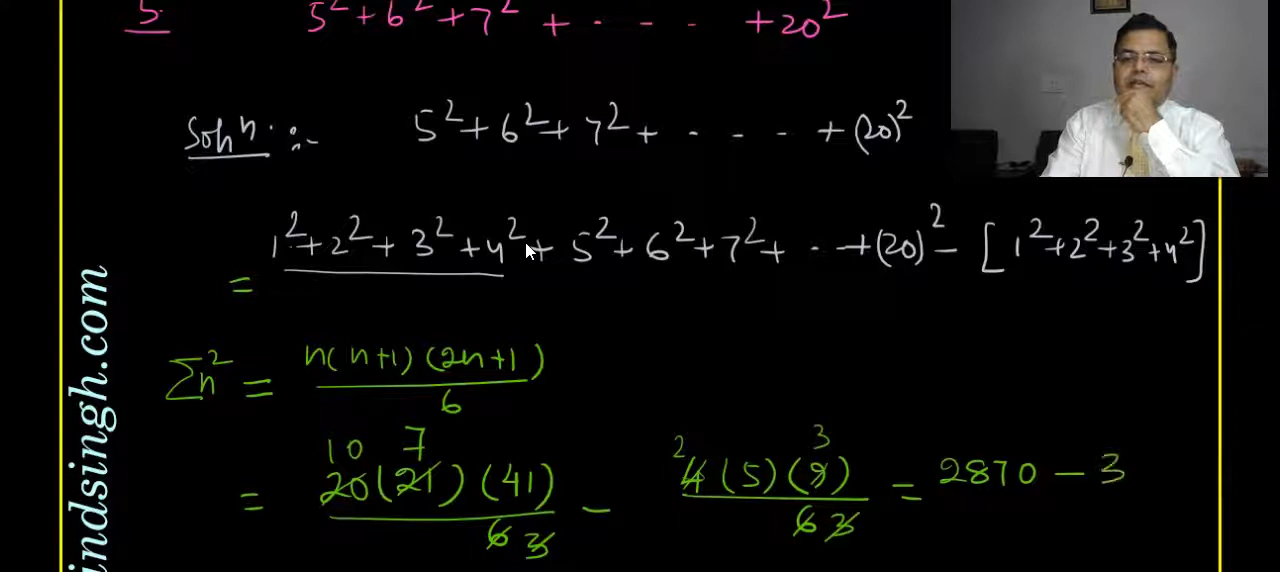 5. 5² + 6² + 7² + · - - · + 20²
Soln. :- 5² + 6² + 7² + · - - · + (20)²
= 1² + 2² + 3² + 4² + 5² + 6² + 7² + · · + (20)² - [1² + 2² + 3² + 4²]
Σn² = n(n+1)(2n+1) / 6
10 7 2 3
= 20(21)(41) / 6 3 - 4(5)(9) / 6 3 = 2870 - 3
indsingh.com